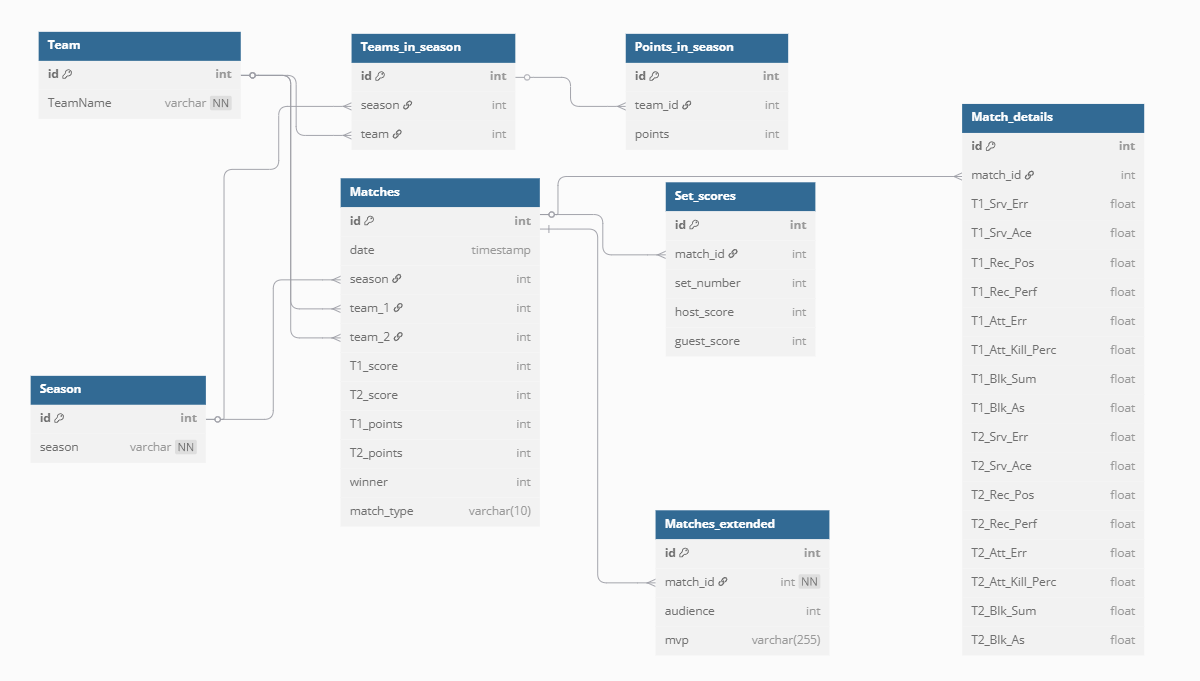 Team
id int
TeamName varchar NN
Teams_in_season
id int
season int
team int
Points_in_season
id int
team_id int
points int
Match_details
id int
match_id int
T1_Srv_Err float
T1_Srv_Ace float
T1_Rec_Pos float
T1_Rec_Perf float
T1_Att_Err float
T1_Att_Kill_Perc float
T1_Blk_Sum float
T1_Blk_As float
T2_Srv_Err float
T2_Srv_Ace float
T2_Rec_Pos float
T2_Rec_Perf float
T2_Att_Err float
T2_Att_Kill_Perc float
T2_Blk_Sum float
T2_Blk_As float
Matches
id int
date timestamp
season int
team_1 int
team_2 int
T1_score int
T2_score int
T1_points int
T2_points int
winner int
match_type varchar(10)
Set_scores
id int
match_id int
set_number int
host_score int
guest_score int
Season
id int
season varchar NN
Matches_extended
id int
match_id int NN
audience int
mvp varchar(255)